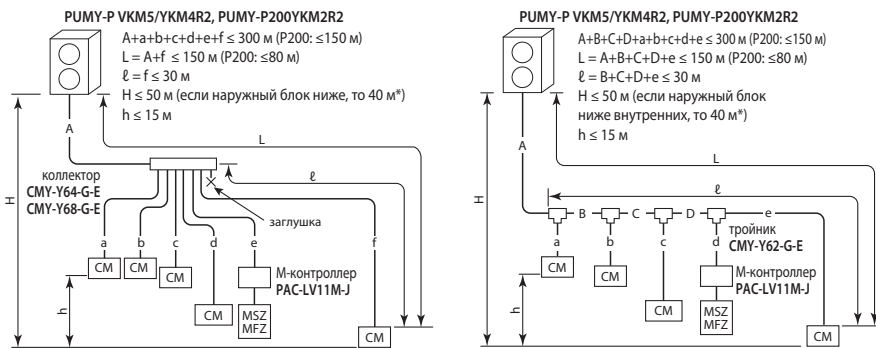 PUMY-P VKM5/YKM4R2, PUMY-P200YKM2R2
A+a+b+c+d+e+f ≤ 300 м (P200: ≤150 м)
L = A+f ≤ 150 м (P200: ≤80 м)
ℓ = f ≤ 30 м
H ≤ 50 м (если наружный блок ниже, то 40 м*)
h ≤ 15 м
A
L
H
ℓ
коллектор
CMY-Y64-G-E
CMY-Y68-G-E
заглушка
a
b
c
d
e
f
h
CM
CM
CM
CM
М-контроллер
PAC-LV11M-J
MSZ
MFZ
CM
PUMY-P VKM5/YKM4R2, PUMY-P200YKM2R2
A+B+C+D+a+b+c+d+e ≤ 300 м (P200: ≤150 м)
L = A+B+C+D+e ≤ 150 м (P200: ≤80 м)
ℓ = B+C+D+e ≤ 30 м
H ≤ 50 м (если наружный блок
ниже внутренних, то 40 м*)
h ≤ 15 м
A
L
H
ℓ
B
C
D
e
тройник
CMY-Y62-G-E
a
b
c
d
h
CM
CM
CM
М-контроллер
PAC-LV11M-J
MSZ
MFZ
CM